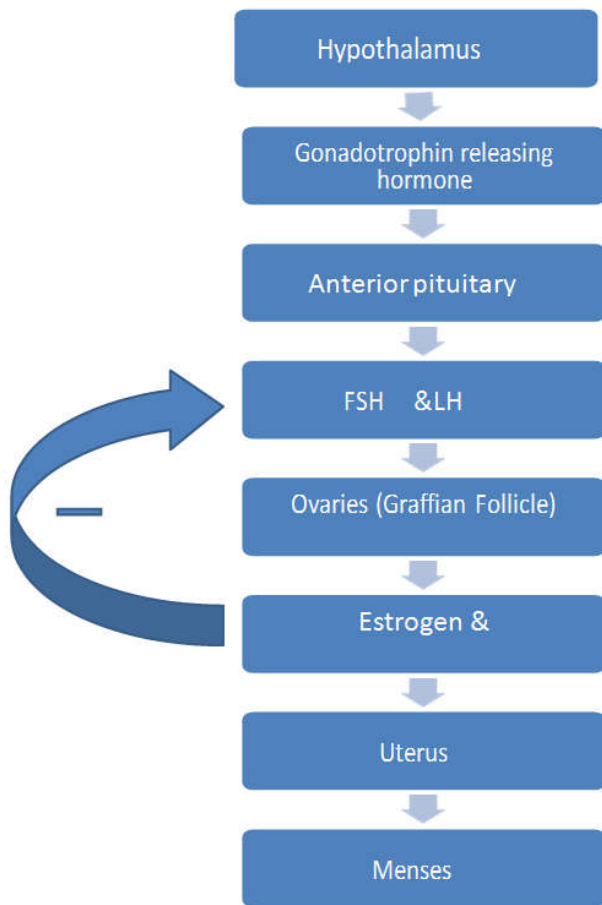 Hypothalamus
Gonadotrophin releasing
hormone
Anterior pituitary
FSH &LH
Ovaries (Graffian Follicle)
Estrogen &
Uterus
Menses